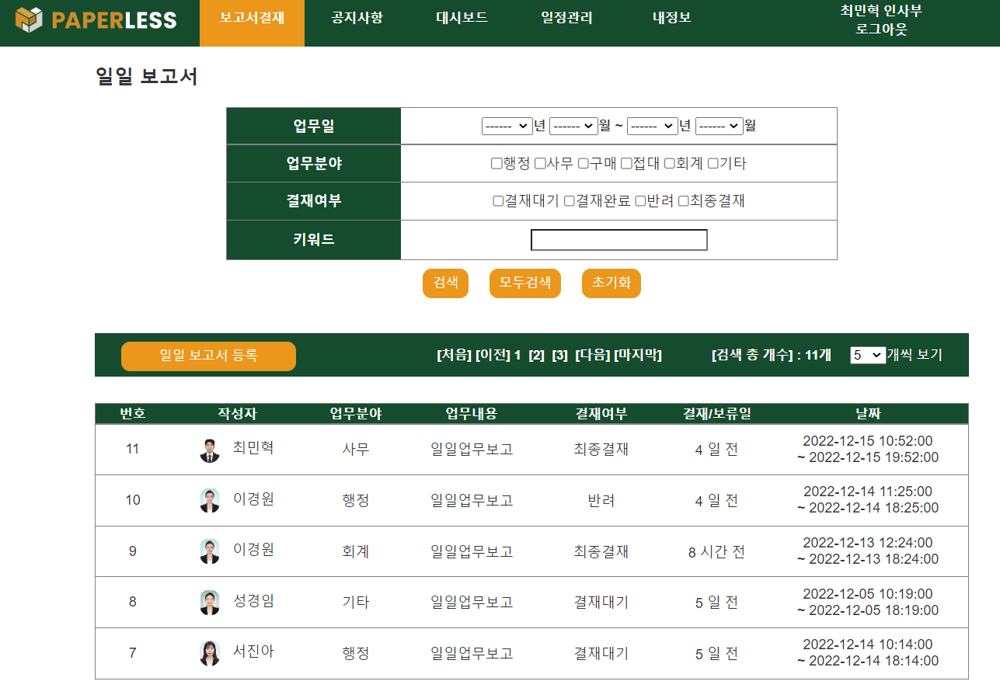 PAPERLESS 보고서결재 공지사항 대시보드 일정관리 내정보 최민혁 인사부
로그아웃
일일 보고서
업무일 ------ 년 ------ 월 ~ ------ 년 ------ 월
업무분야 행정 사무 구매 접대 회계 기타
결재여부 결재대기 결재완료 반려 최종결재
키워드
검색 모두검색 초기화
일일 보고서 등록 [처음] [이전] 1 [2] [3] [다음] [마지막] [검색 총 개수] : 11개 5 개씩 보기
번호 작성자 업무분야 업무내용 결재여부 결재/보류일 날짜
11 최민혁 사무 일일업무보고 최종결재 4 일 전 2022-12-15 10:52:00
~ 2022-12-15 19:52:00
10 이경원 행정 일일업무보고 반려 4 일 전 2022-12-14 11:25:00
~ 2022-12-14 18:25:00
9 이경원 회계 일일업무보고 최종결재 8 시간 전 2022-12-13 12:24:00
~ 2022-12-13 18:24:00
8 성경임 기타 일일업무보고 결재대기 5 일 전 2022-12-05 10:19:00
~ 2022-12-05 18:19:00
7 서진아 행정 일일업무보고 결재대기 5 일 전 2022-12-14 10:14:00
~ 2022-12-14 18:14:00